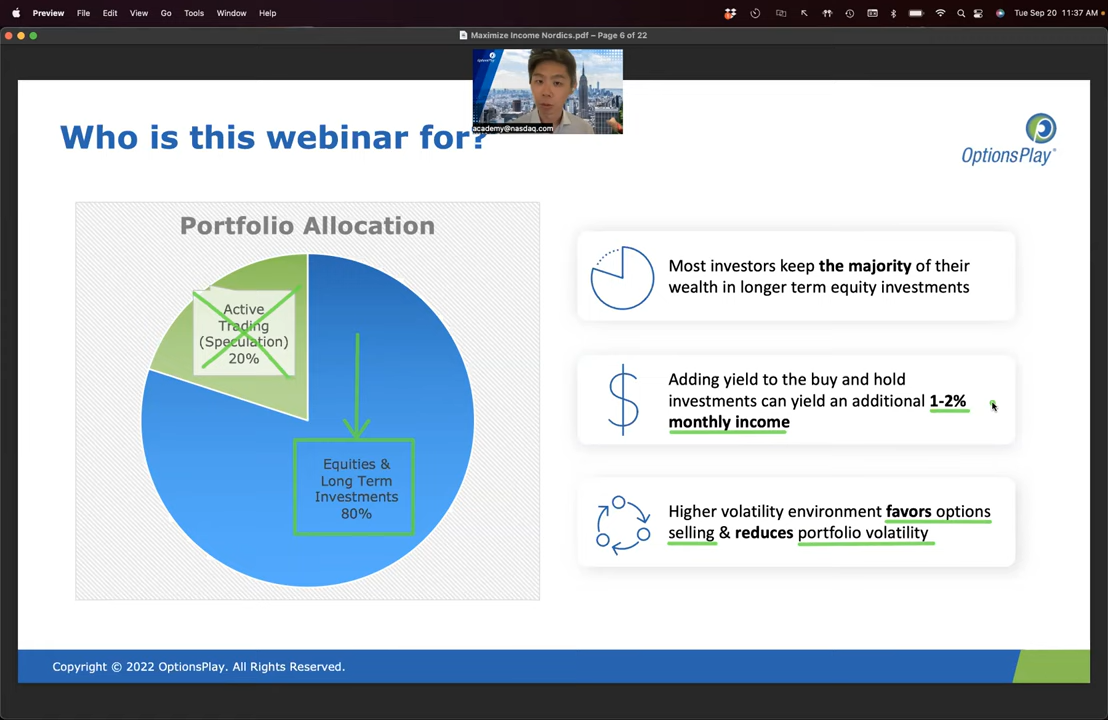 Preview File Edit View Go Tools Window Help
Tue Sep 20 11:37 AM
Maximize Income Nordics.pdf – Page 6 of 22
optionsplay
academy@nasdaq.com
Who is this webinar for?
OptionsPlay
Portfolio Allocation
Active
Trading
(Speculation)
20%
Equities &
Long Term
Investments
80%
Most investors keep the majority of their
wealth in longer term equity investments
Adding yield to the buy and hold
investments can yield an additional 1-2%
monthly income
Higher volatility environment favors options
selling & reduces portfolio volatility
Copyright © 2022 OptionsPlay. All Rights Reserved.